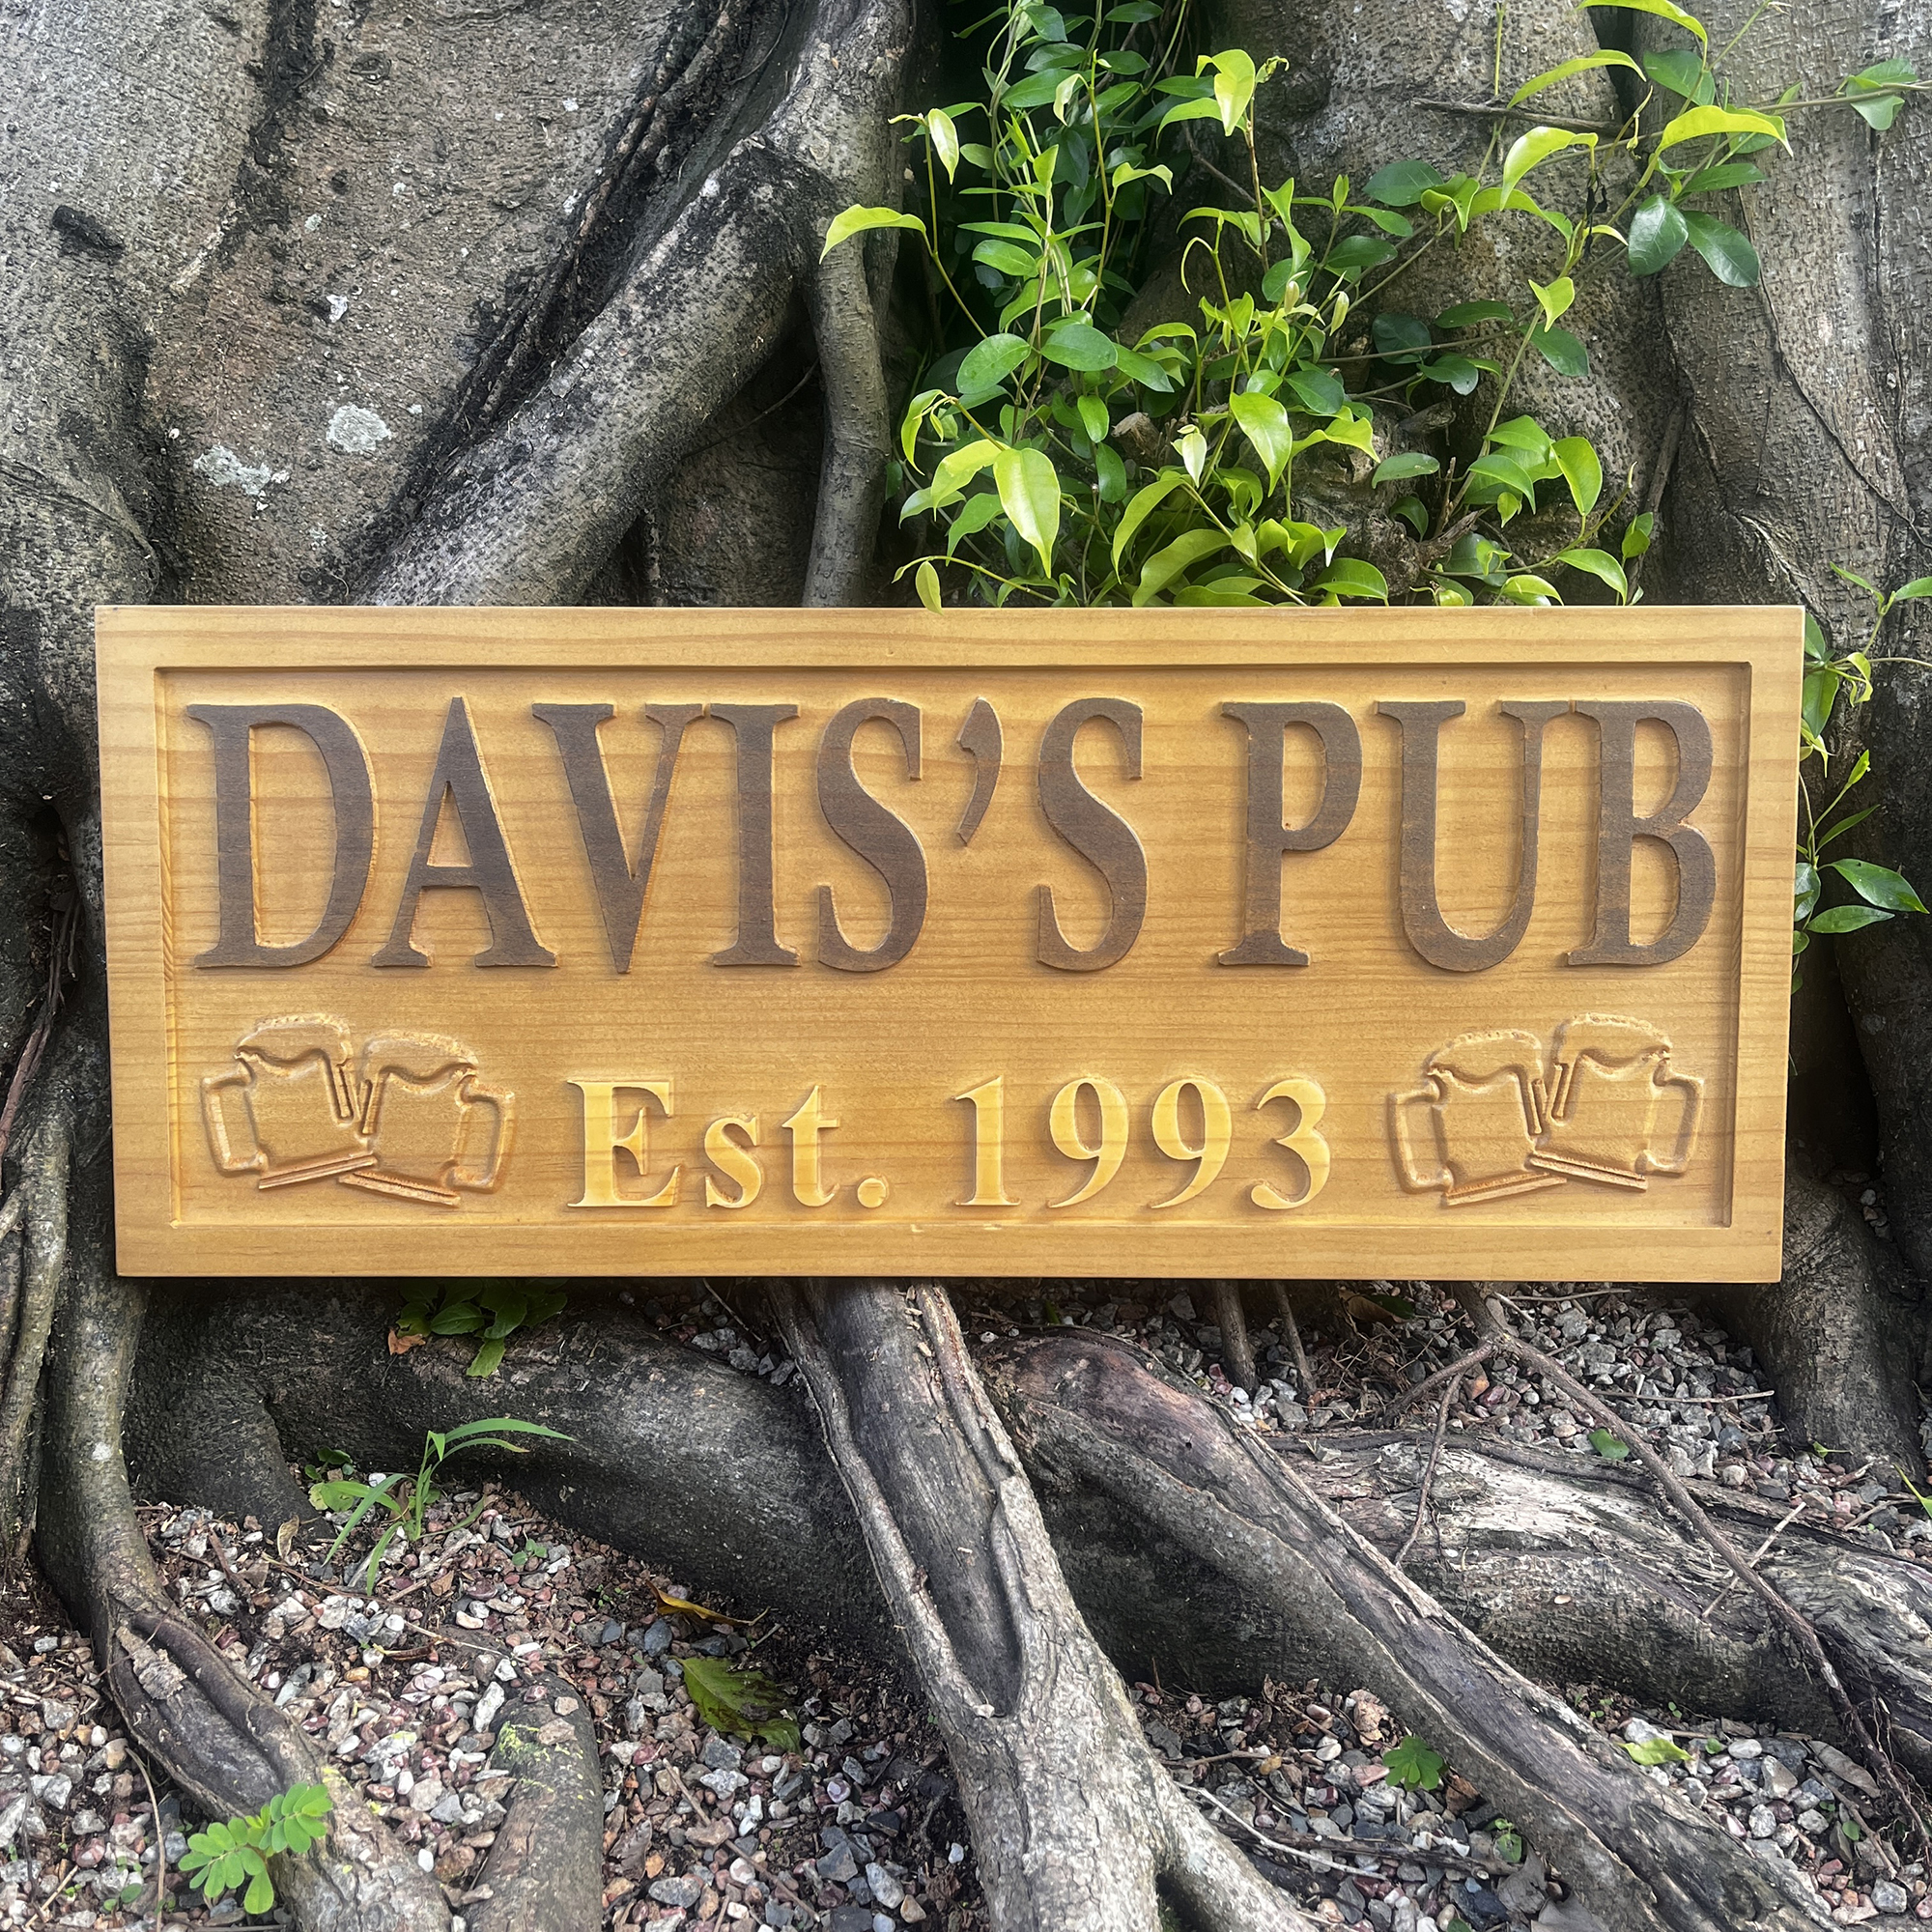 DAVIS’S PUB
Est. 1993